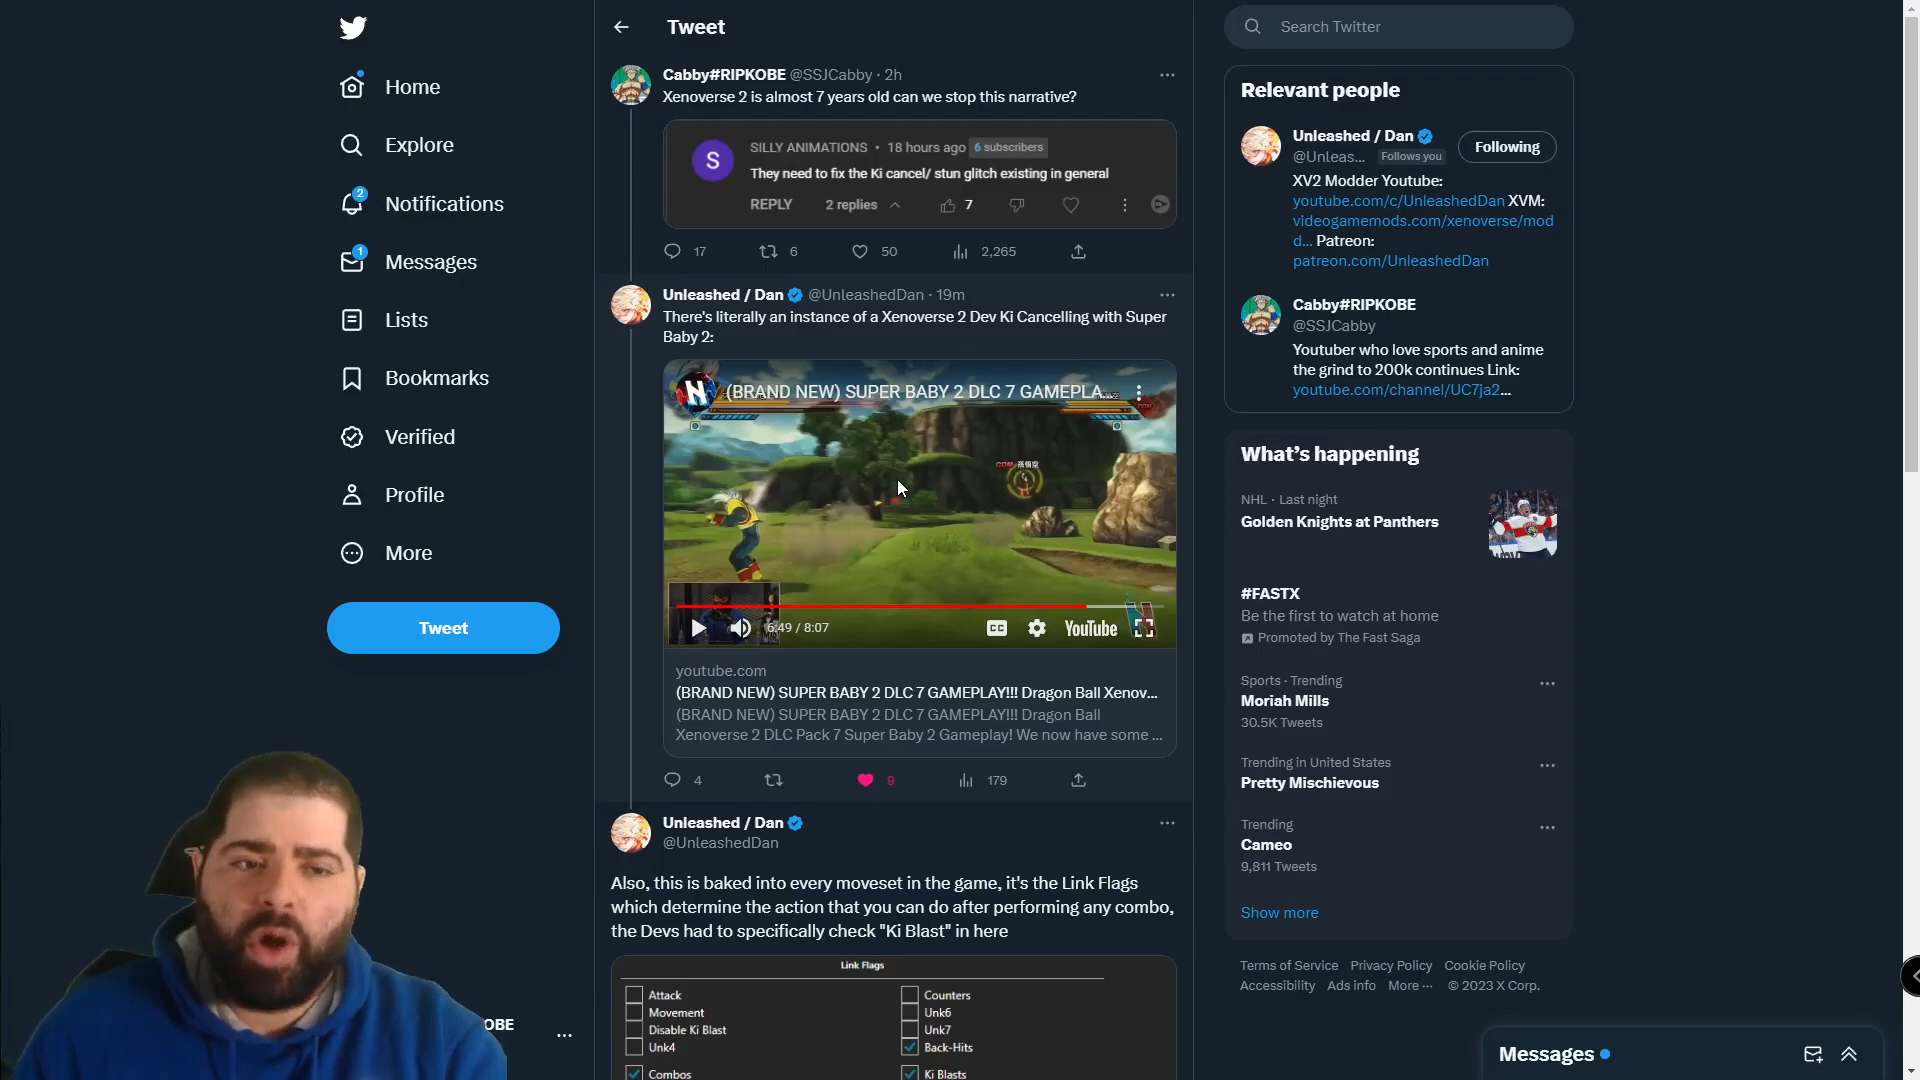 Home
Explore
2
Notifications
1
Messages
Lists
Bookmarks
Verified
Profile
More
Tweet
OBE
Tweet
Cabby#RIPKOBE @SSJCabby · 2h
Xenoverse 2 is almost 7 years old can we stop this narrative?
S
SILLY ANIMATIONS • 18 hours ago 6 subscribers
They need to fix the Ki cancel/ stun glitch existing in general
REPLY 2 replies 7
17 6 50 2,265
Unleashed / Dan @UnleashedDan · 19m
There's literally an instance of a Xenoverse 2 Dev Ki Cancelling with Super
Baby 2:
N (BRAND NEW) SUPER BABY 2 DLC 7 GAMEPLA...
COM 孫悟空
6:49 / 8:07 CC YouTube
youtube.com
(BRAND NEW) SUPER BABY 2 DLC 7 GAMEPLAY!!! Dragon Ball Xenov...
(BRAND NEW) SUPER BABY 2 DLC 7 GAMEPLAY!!! Dragon Ball
Xenoverse 2 DLC Pack 7 Super Baby 2 Gameplay! We now have some ...
4 9 179
Unleashed / Dan
@UnleashedDan
Also, this is baked into every moveset in the game, it's the Link Flags
which determine the action that you can do after performing any combo,
the Devs had to specifically check "Ki Blast" in here
Link Flags
Attack
Movement
Disable Ki Blast
Unk4
Combos
Counters
Unk6
Unk7
Back-Hits
Ki Blasts
Search Twitter
Relevant people
Unleashed / Dan
@Unleas... Follows you
Following
XV2 Modder Youtube:
youtube.com/c/UnleashedDan XVM:
videogamemods.com/xenoverse/mod
d... Patreon:
patreon.com/UnleashedDan
Cabby#RIPKOBE
@SSJCabby
Youtuber who love sports and anime
the grind to 200k continues Link:
youtube.com/channel/UC7ja2...
What's happening
NHL · Last night
Golden Knights at Panthers
#FASTX
Be the first to watch at home
Promoted by The Fast Saga
Sports · Trending
Moriah Mills
30.5K Tweets
Trending in United States
Pretty Mischievous
Trending
Cameo
9,811 Tweets
Show more
Terms of Service Privacy Policy Cookie Policy
Accessibility Ads info More ··· © 2023 X Corp.
Messages